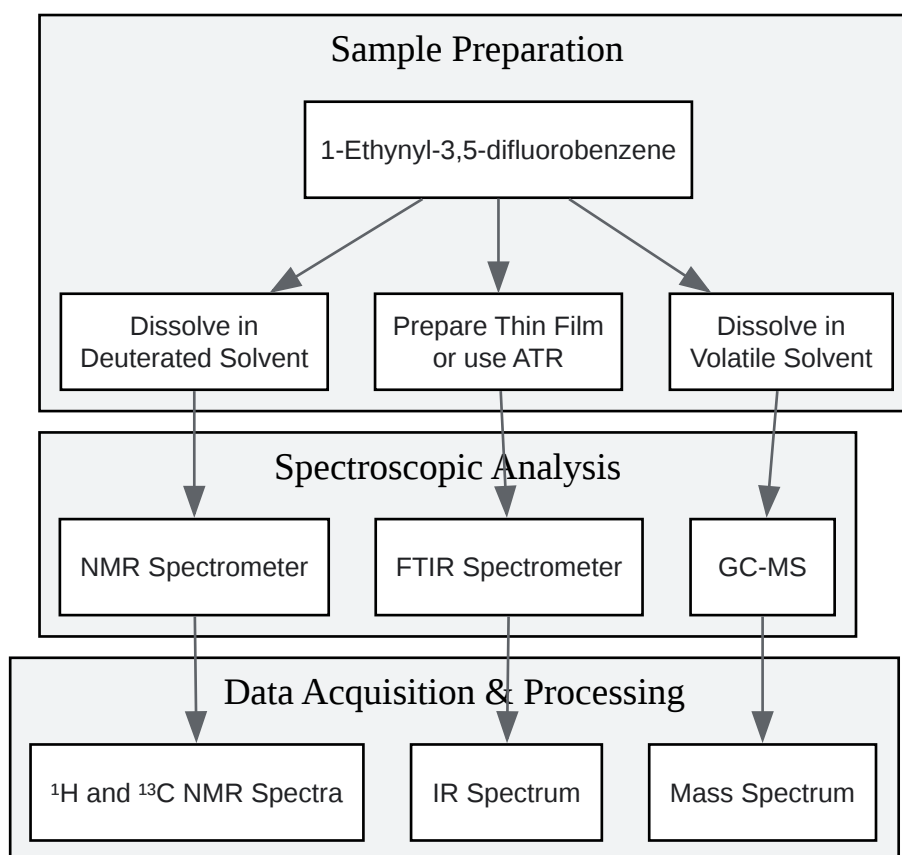 Sample Preparation
1-Ethynyl-3,5-difluorobenzene
Dissolve in
Deuterated Solvent
Prepare Thin Film
or use ATR
Dissolve in
Volatile Solvent
Spectroscopic Analysis
NMR Spectrometer
FTIR Spectrometer
GC-MS
Data Acquisition & Processing
¹H and ¹³C NMR Spectra
IR Spectrum
Mass Spectrum